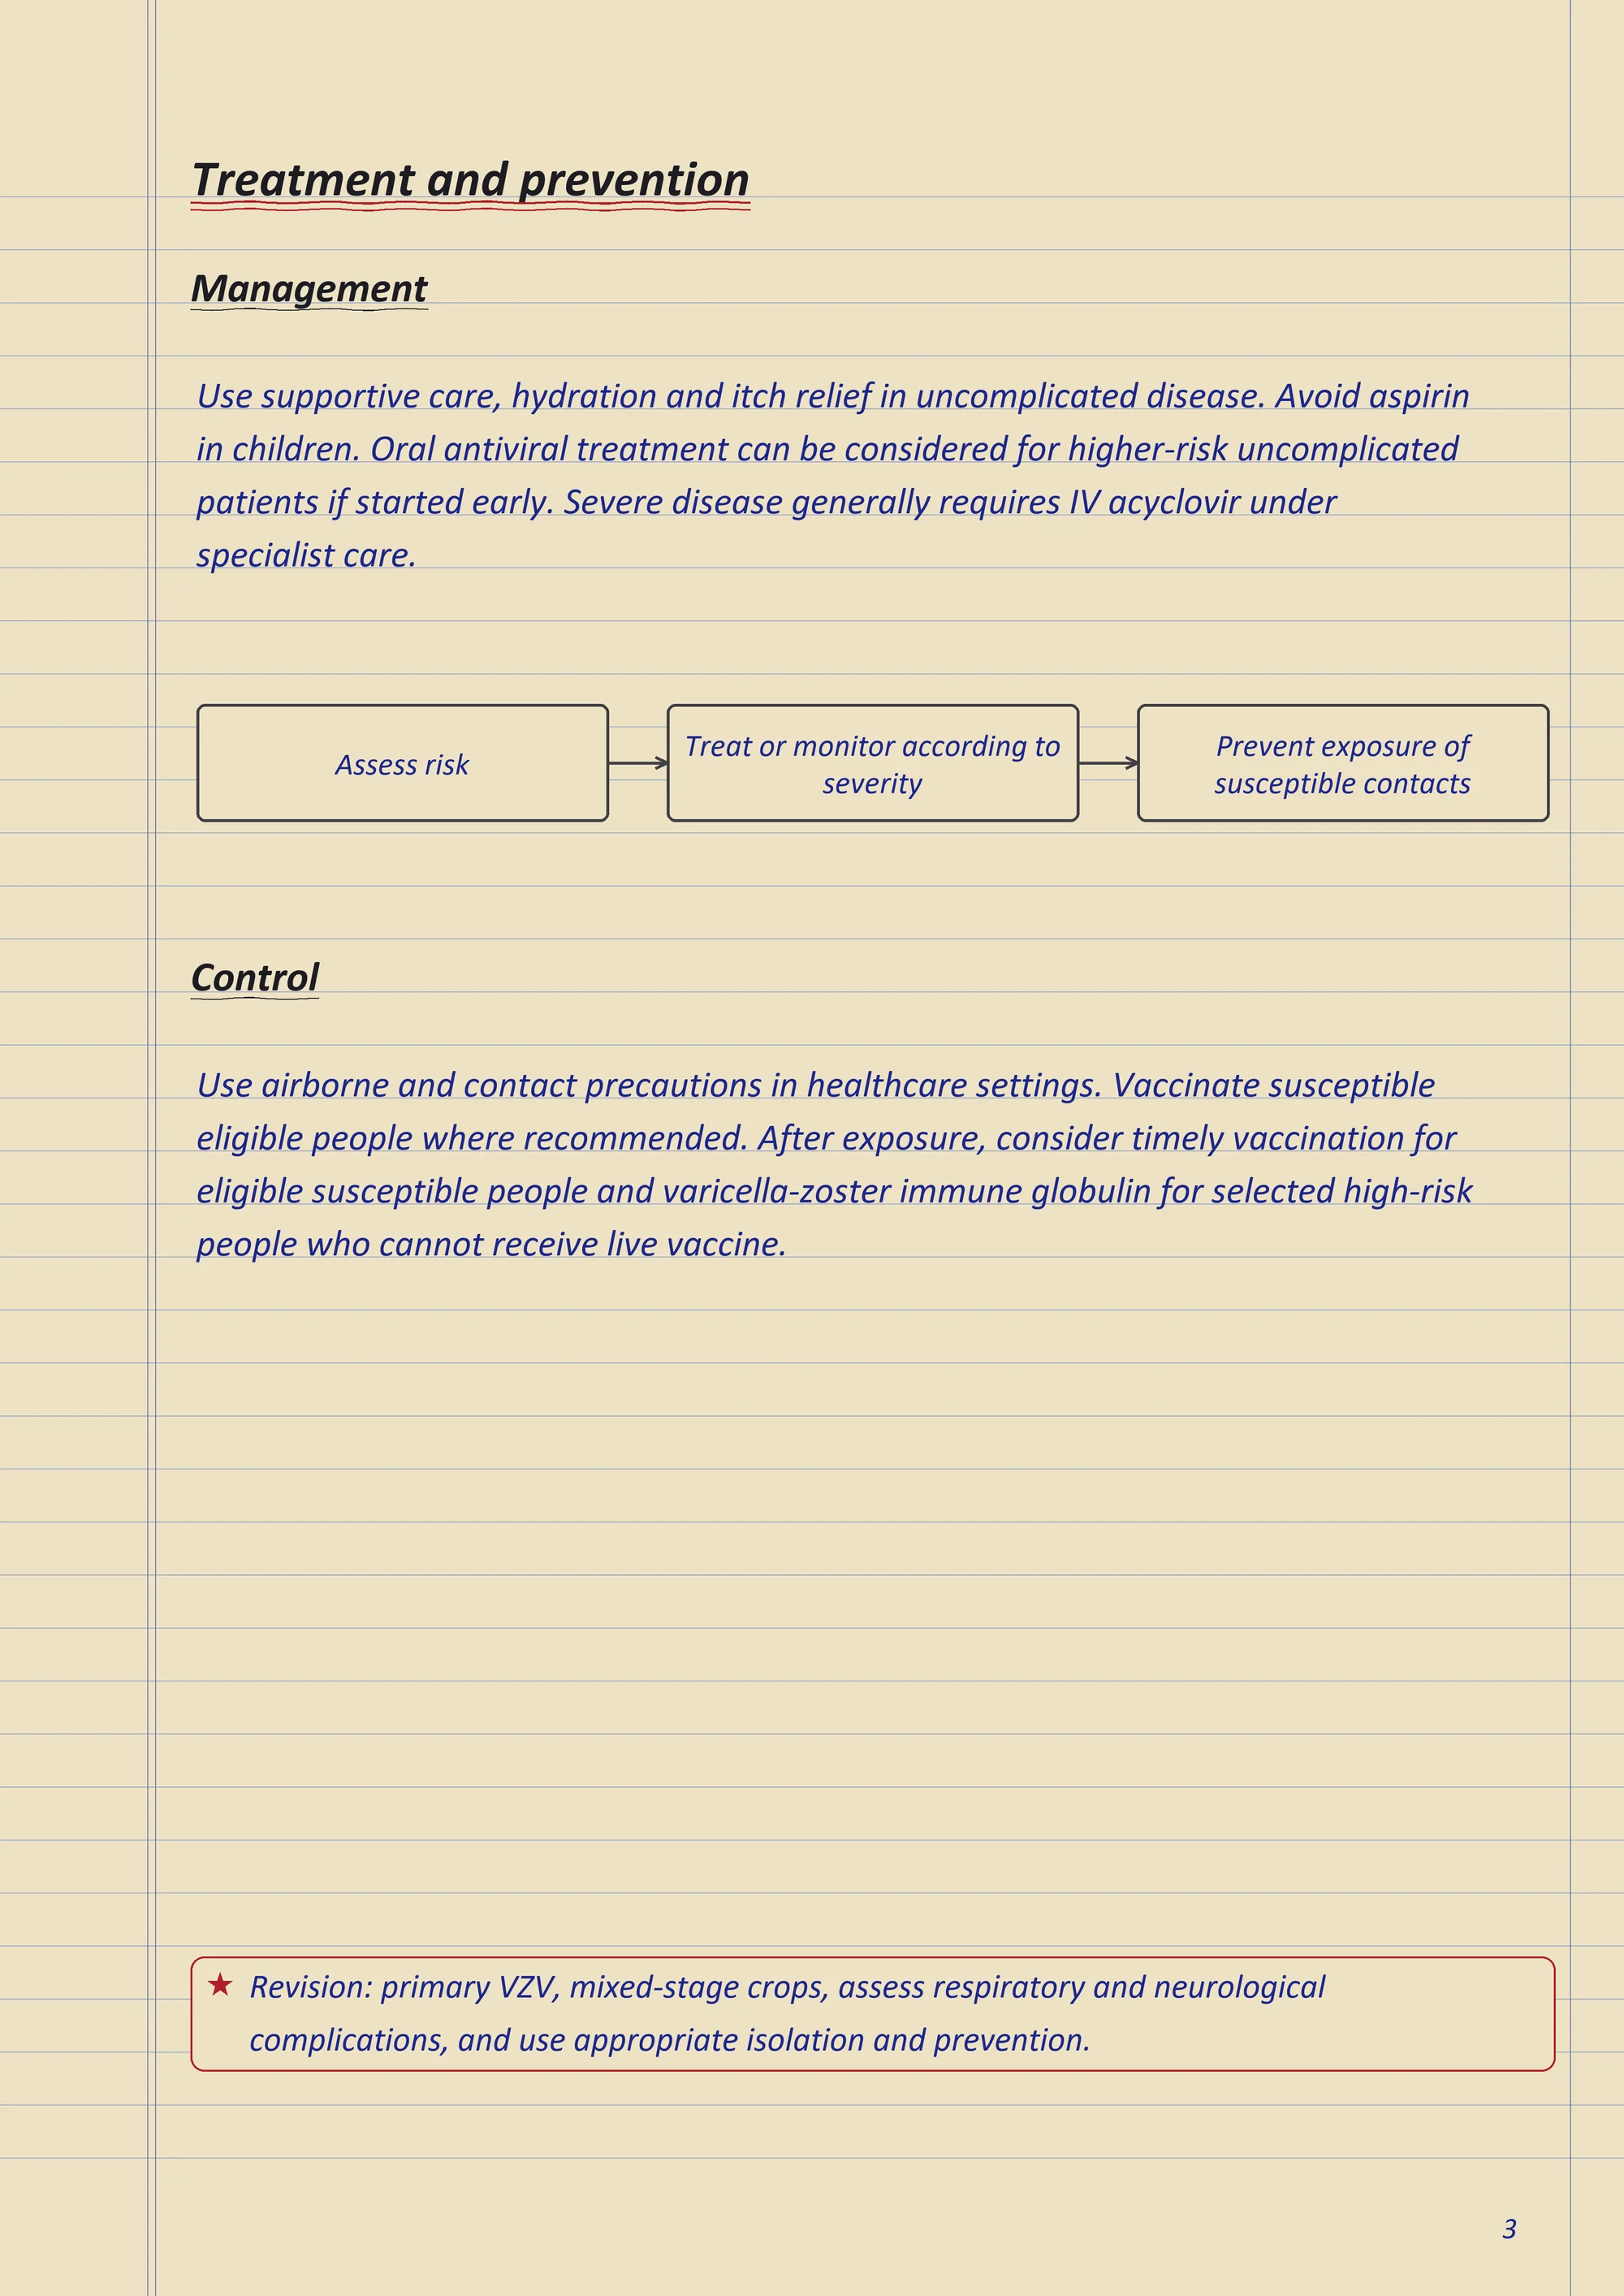 Treatment and prevention
Management
Use supportive care, hydration and itch relief in uncomplicated disease. Avoid aspirin
in children. Oral antiviral treatment can be considered for higher-risk uncomplicated
patients if started early. Severe disease generally requires IV acyclovir under
specialist care.
Assess risk
Treat or monitor according to
severity
Prevent exposure of
susceptible contacts
Control
Use airborne and contact precautions in healthcare settings. Vaccinate susceptible
eligible people where recommended. After exposure, consider timely vaccination for
eligible susceptible people and varicella-zoster immune globulin for selected high-risk
people who cannot receive live vaccine.
★ Revision: primary VZV, mixed-stage crops, assess respiratory and neurological
complications, and use appropriate isolation and prevention.
3